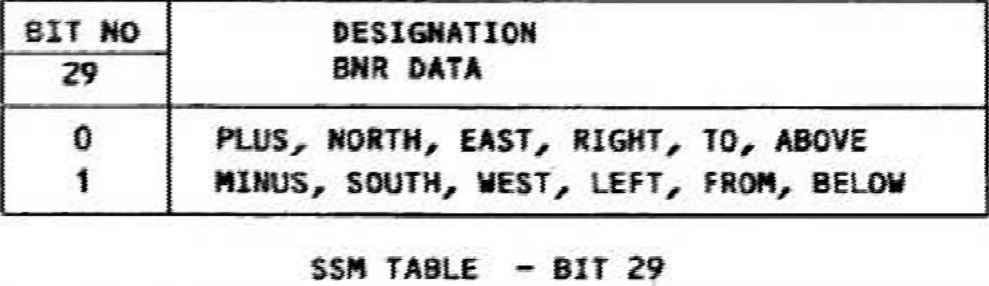 BIT NO DESIGNATION
29 BNR DATA
0 PLUS, NORTH, EAST, RIGHT, TO, ABOVE
1 MINUS, SOUTH, WEST, LEFT, FROM, BELOW
SSM TABLE - BIT 29